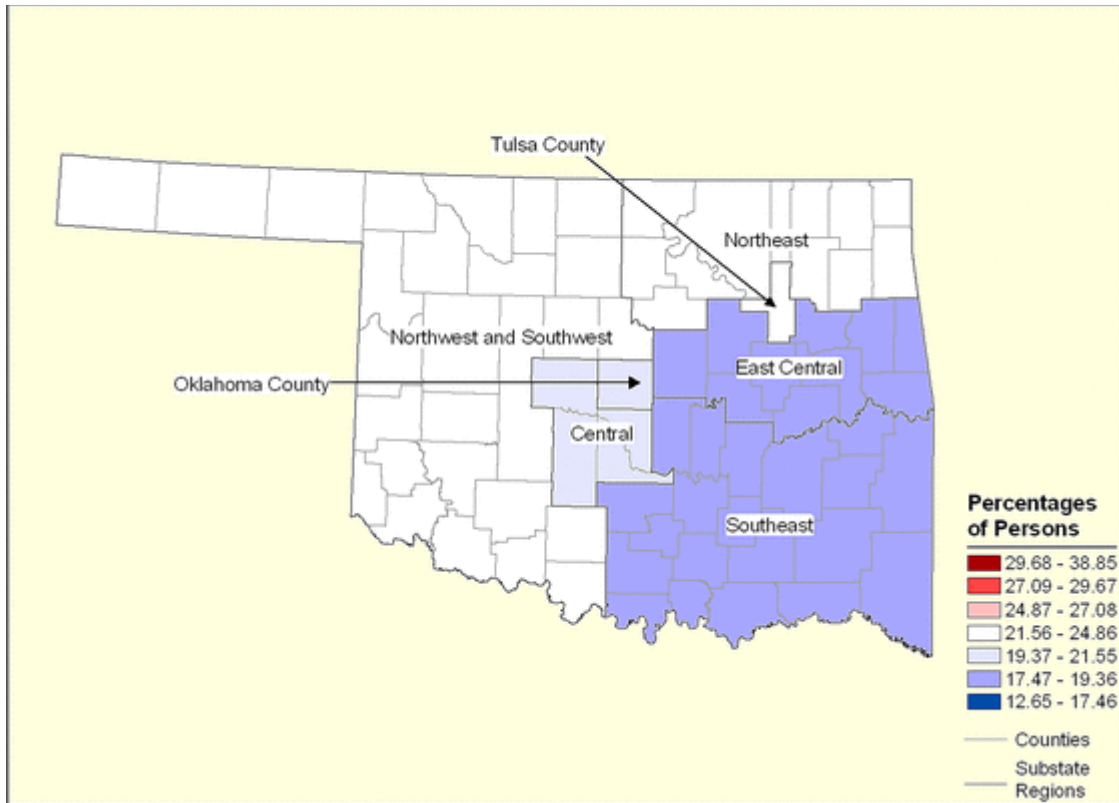 Tulsa County
Northeast
Northwest and Southwest
East Central
Oklahoma County
Central
Southeast
Percentages
of Persons
29.68 - 38.85
27.09 - 29.67
24.87 - 27.08
21.56 - 24.86
19.37 - 21.55
17.47 - 19.36
12.65 - 17.46
Counties
Substate
Regions